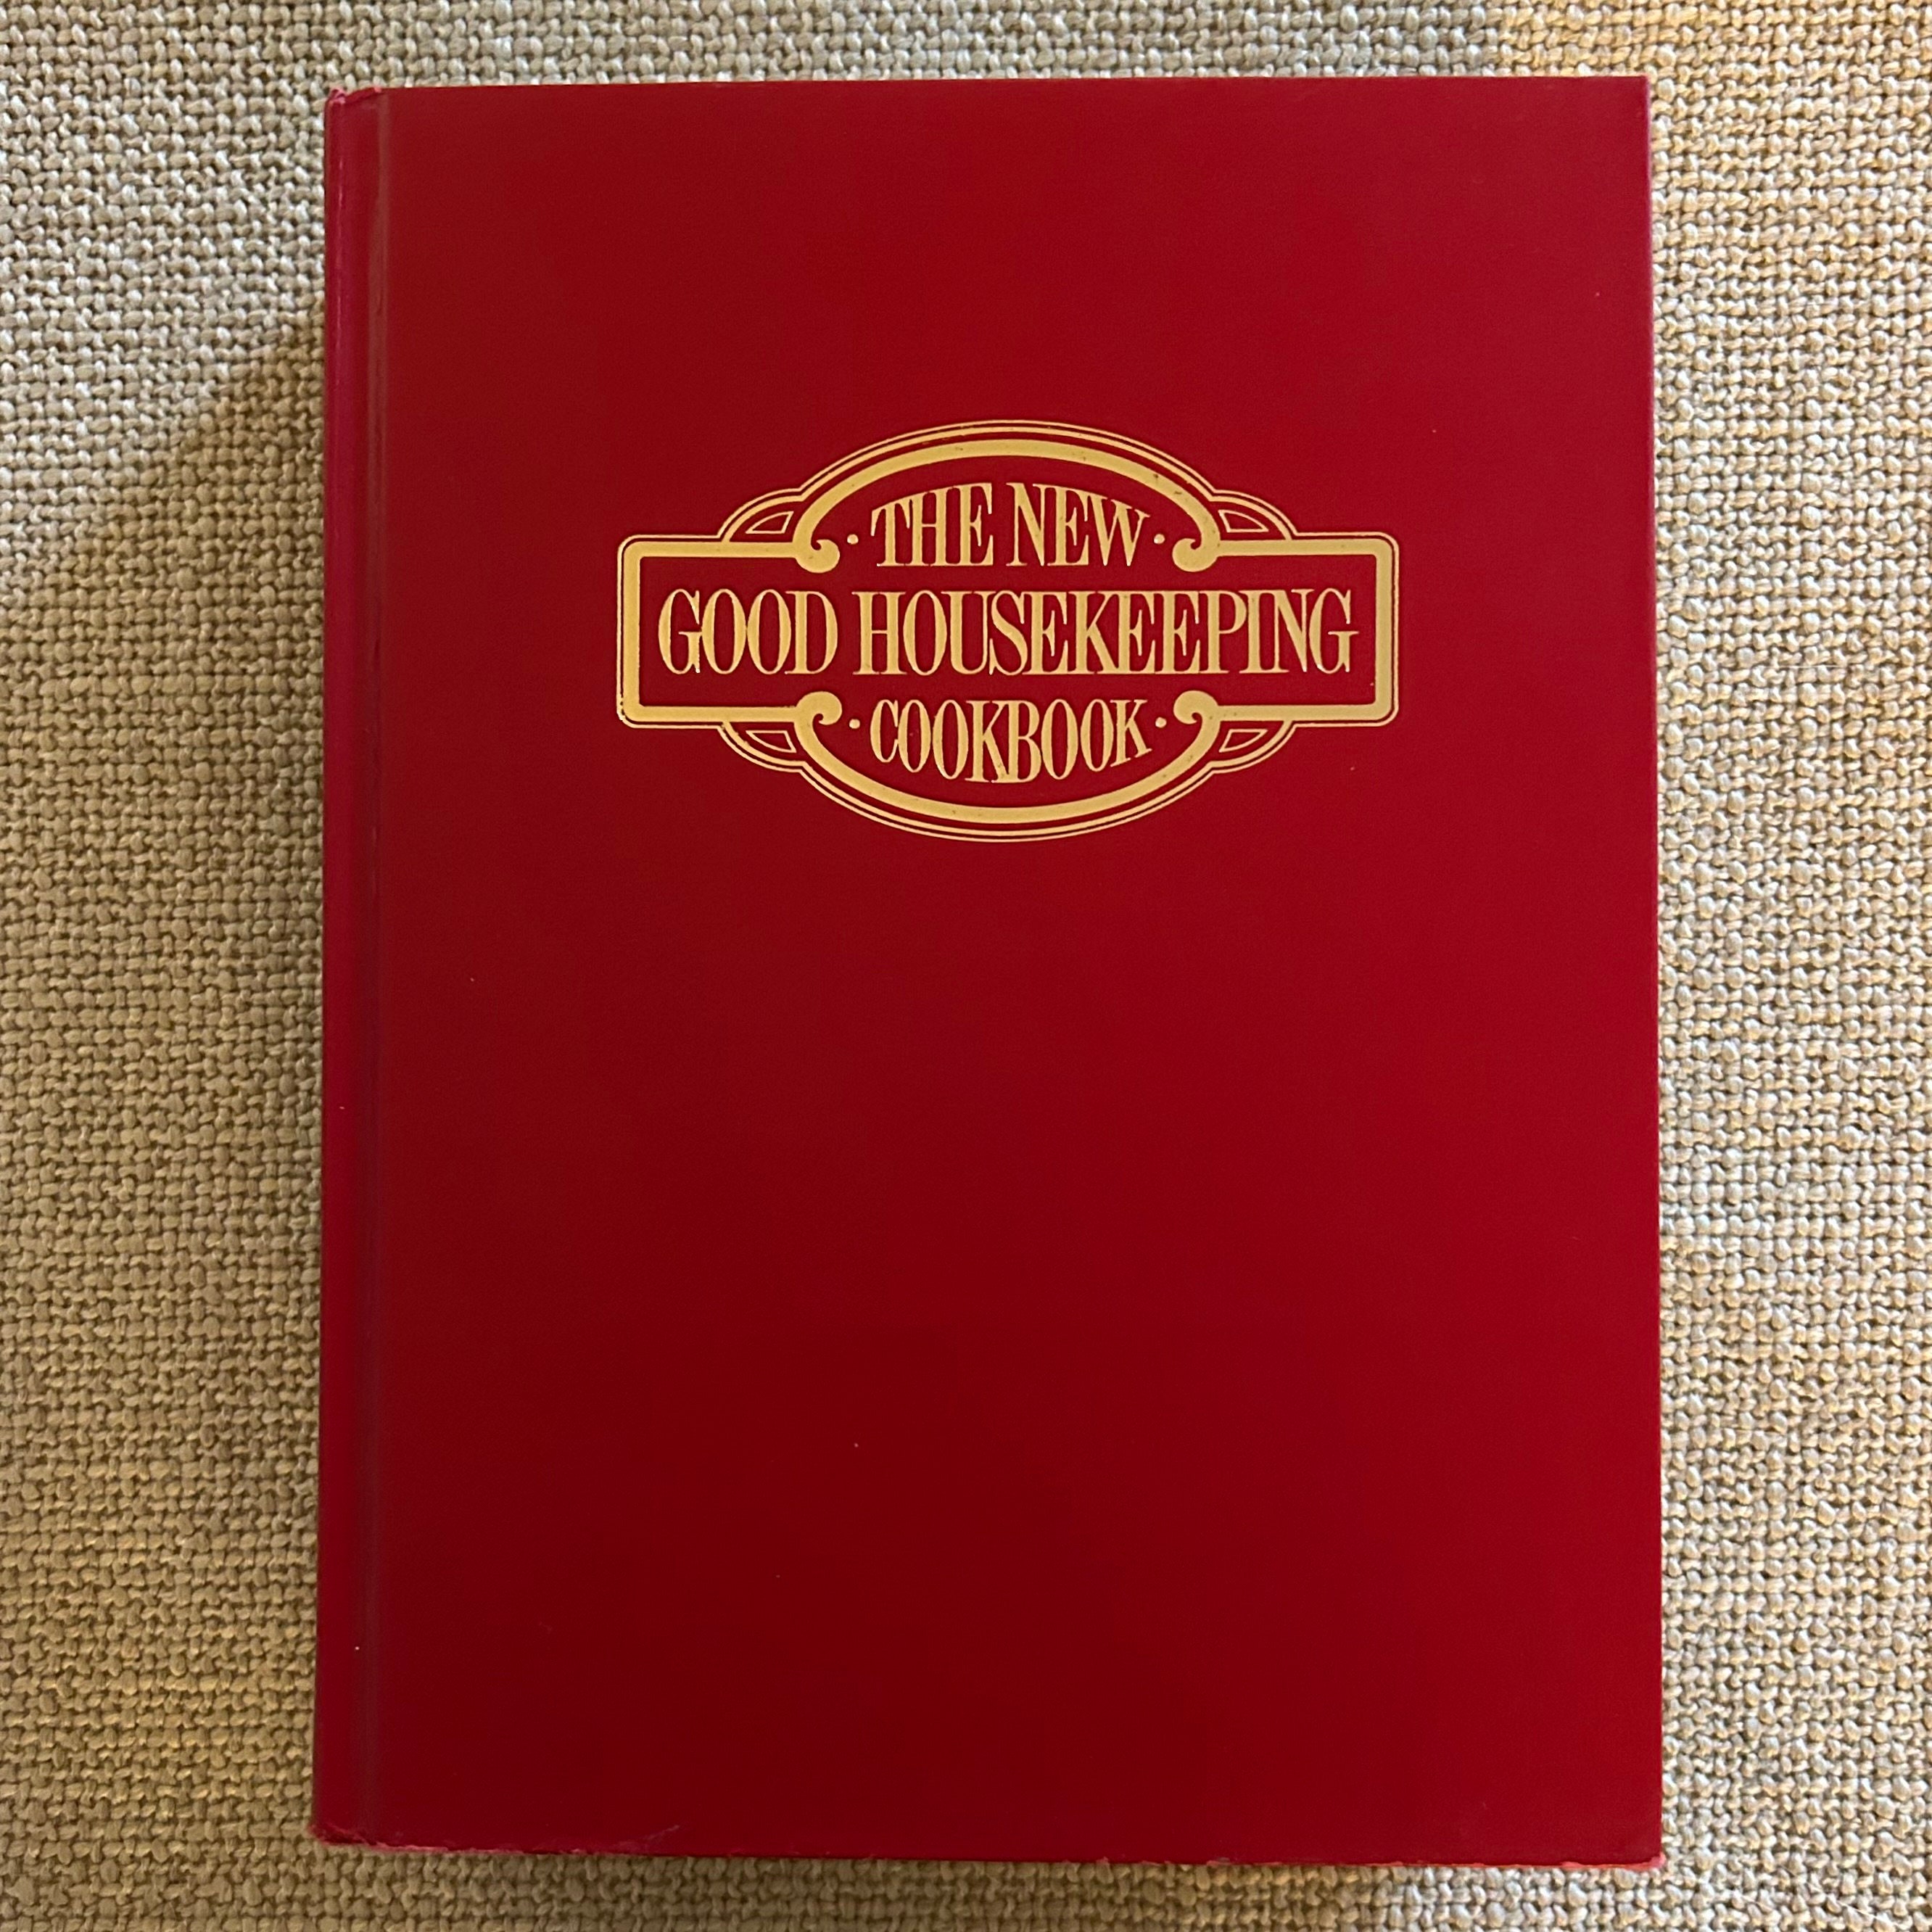 · THE NEW ·
GOOD HOUSEKEEPING
· COOKBOOK ·